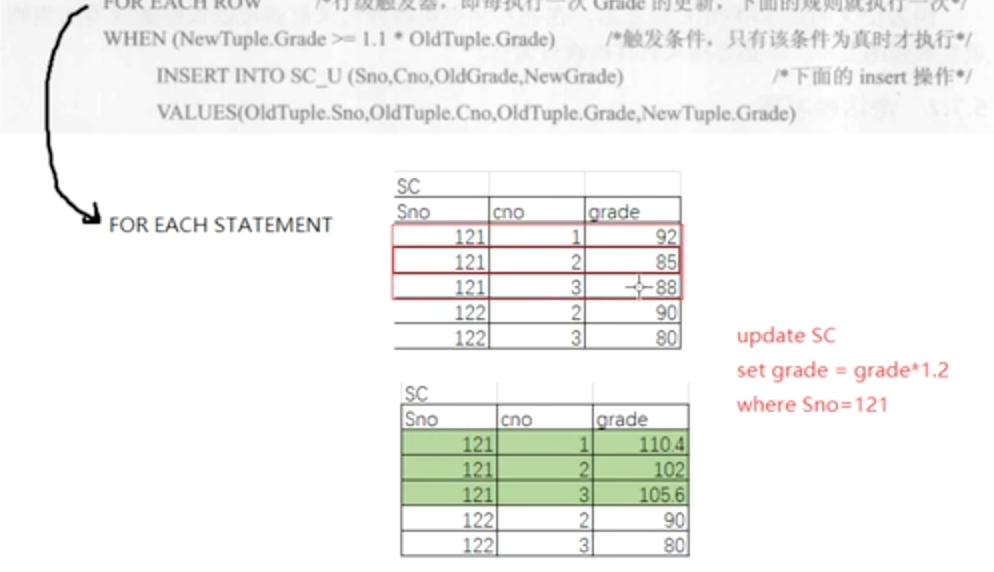 FOR EACH ROW /*行级触发器，即每执行一次 Grade 的更新，下面的规则就执行一次*/
WHEN (NewTuple.Grade >= 1.1 * OldTuple.Grade) /*触发条件，只有该条件为真时才执行*/
INSERT INTO SC_U (Sno,Cno,OldGrade,NewGrade) /*下面的 insert 操作*/
VALUES(OldTuple.Sno,OldTuple.Cno,OldTuple.Grade,NewTuple.Grade)
FOR EACH STATEMENT
SC
Sno cno grade
121 1 92
121 2 85
121 3 88
122 2 90
122 3 80
update SC
set grade = grade*1.2
where Sno=121
SC
Sno cno grade
121 1 110.4
121 2 102
121 3 105.6
122 2 90
122 3 80